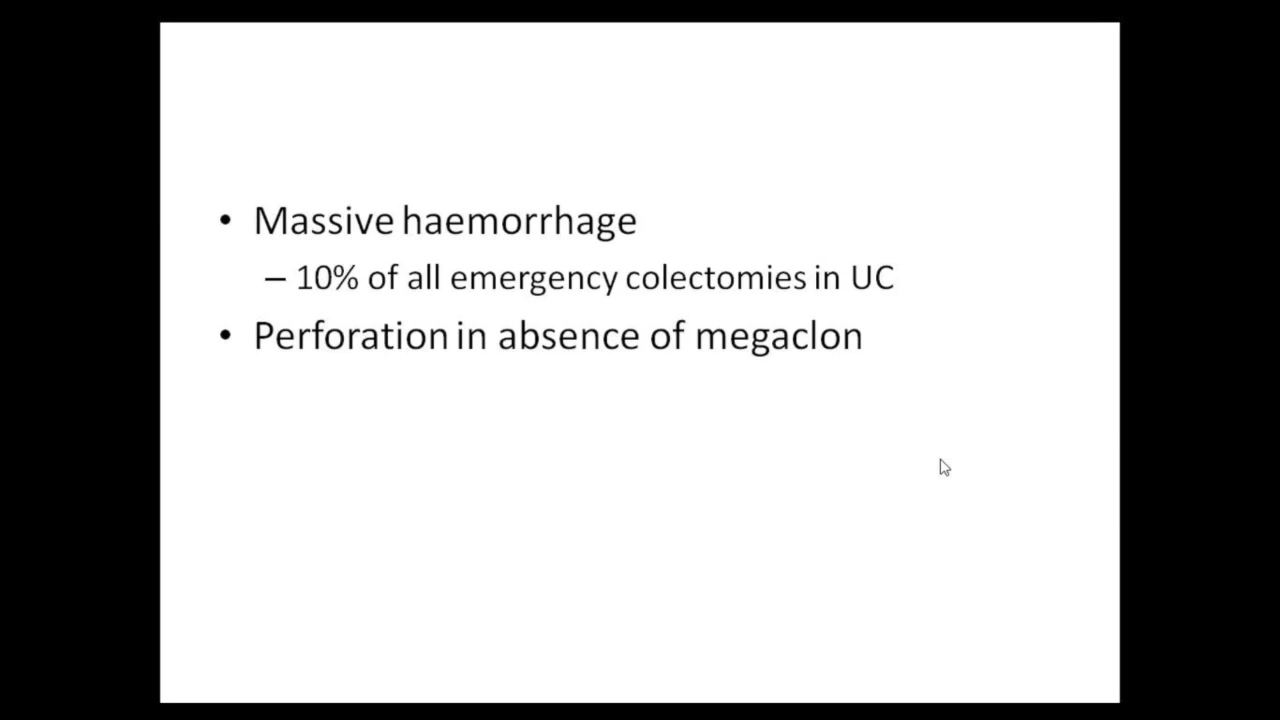 • Massive haemorrhage
– 10% of all emergency colectomies in UC
• Perforation in absence of megaclon